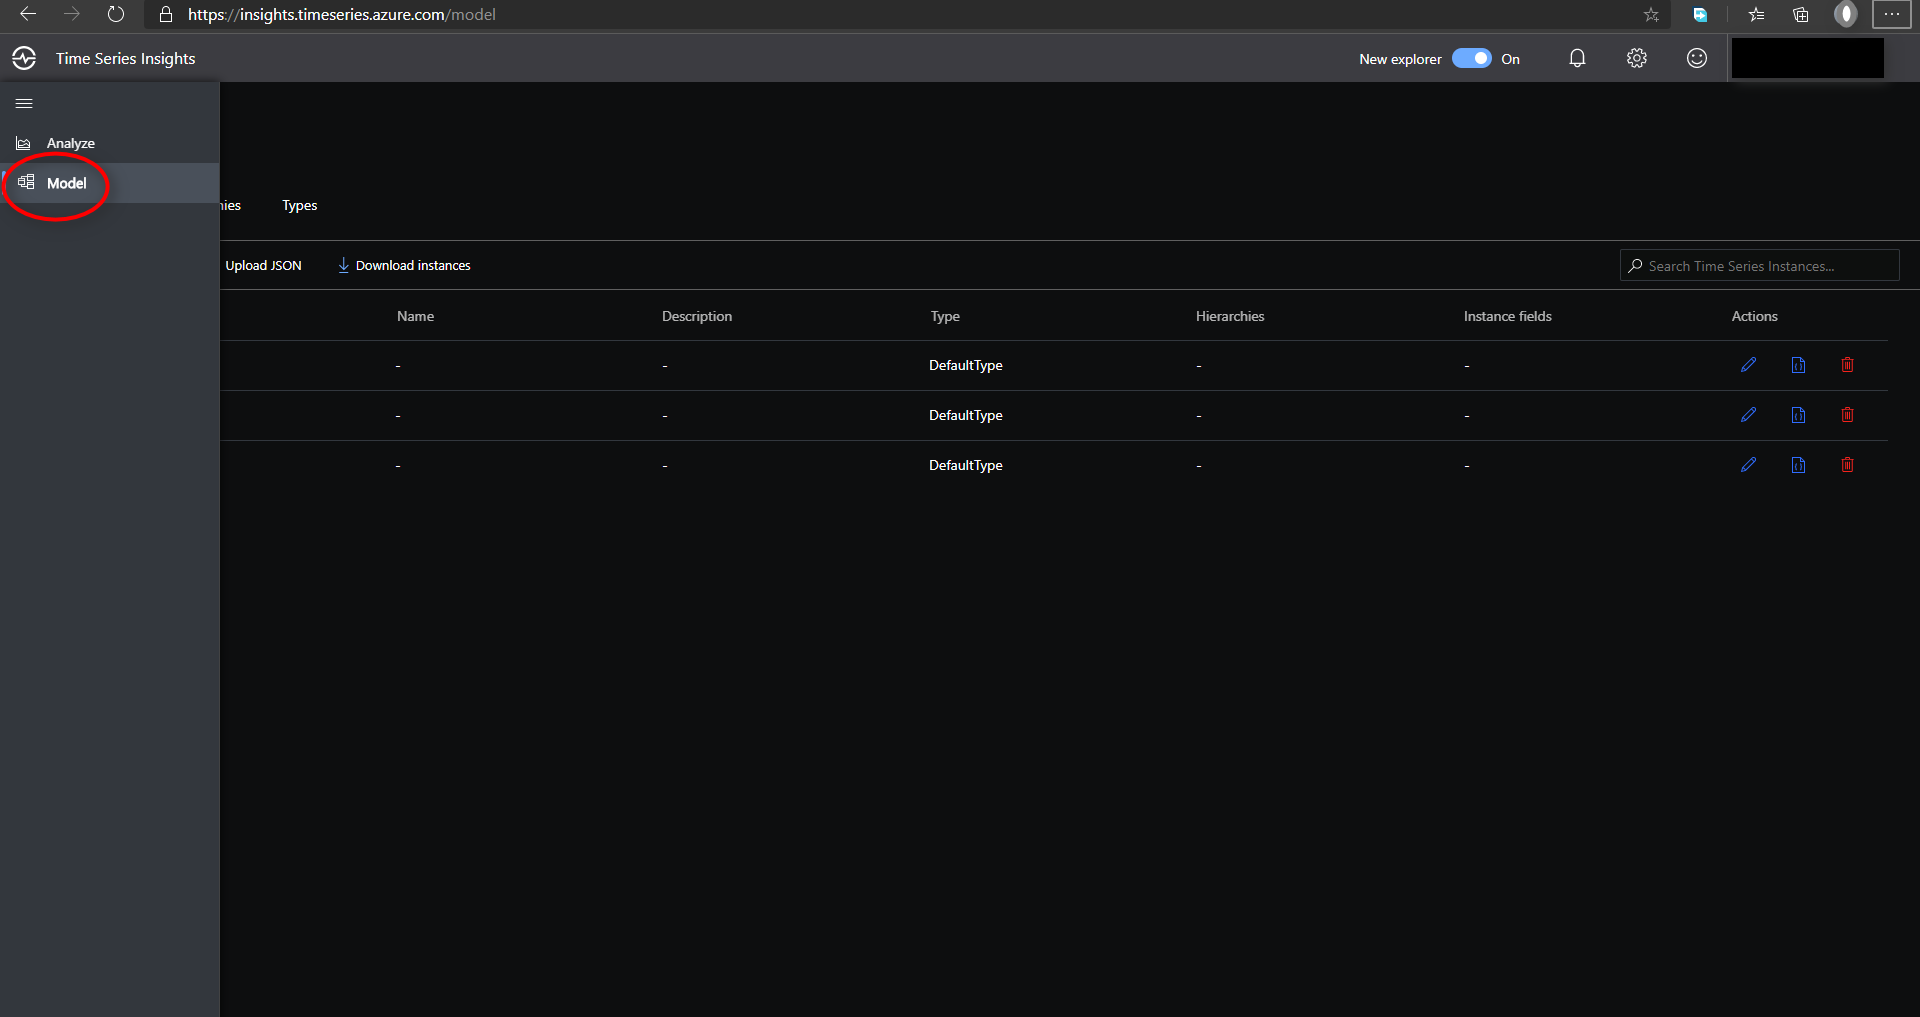 https://insights.timeseries.azure.com/model
Time Series Insights
New explorer On
Analyze
Model
Types
Upload JSON Download instances Search Time Series Instances...
Name Description Type Hierarchies Instance fields Actions
- - DefaultType - -
- - DefaultType - -
- - DefaultType - -